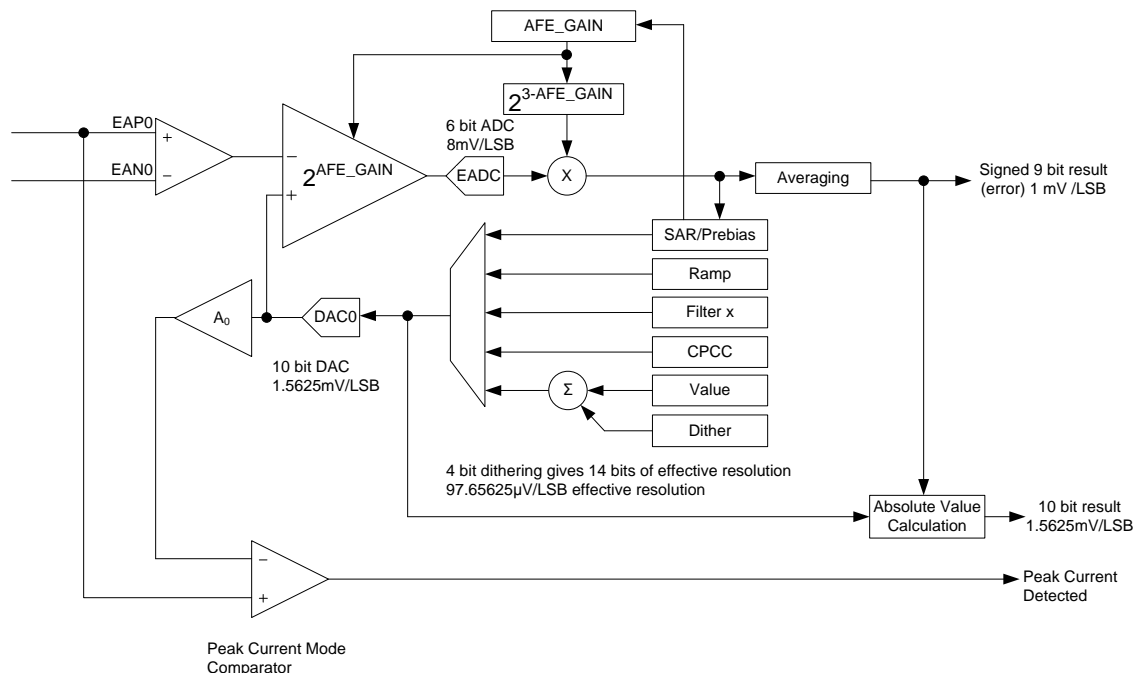 AFE_GAIN
2^3-AFE_GAIN
EAP0
+
EAN0
−
−
2^AFE_GAIN
+
6 bit ADC
8mV/LSB
EADC
X
Averaging
Signed 9 bit result
(error) 1 mV /LSB
SAR/Prebias
Ramp
Filter x
CPCC
Value
Dither
Σ
A₀
DAC0
10 bit DAC
1.5625mV/LSB
4 bit dithering gives 14 bits of effective resolution
97.65625µV/LSB effective resolution
Absolute Value
Calculation
10 bit result
1.5625mV/LSB
−
+
Peak Current
Detected
Peak Current Mode
Comparator